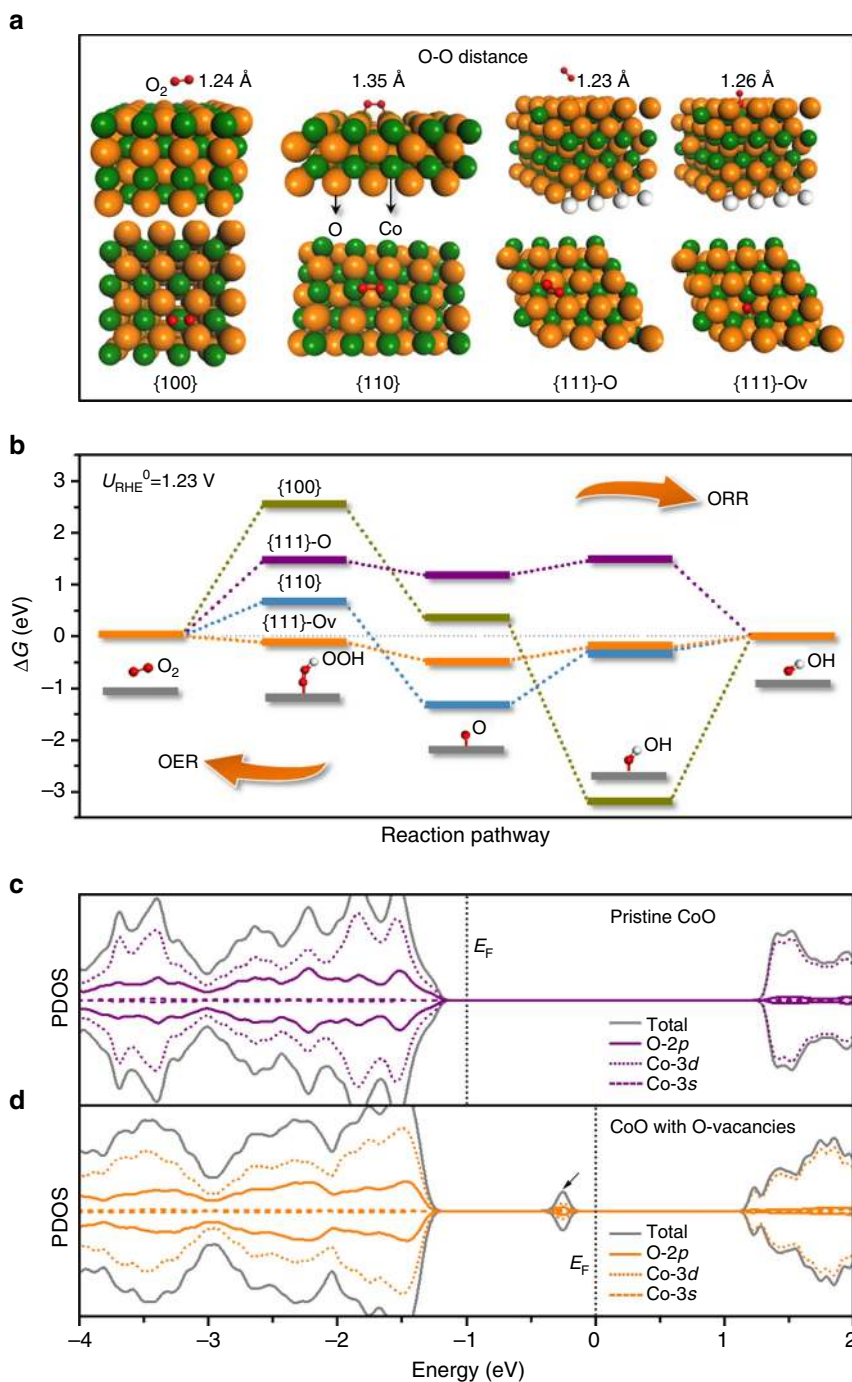 a
O-O distance
O2 1.24 Å 1.35 Å 1.23 Å 1.26 Å
O Co
{100} {110} {111}-O {111}-Ov
b
URHE0=1.23 V
{100}
ORR
{111}-O
{110}
{111}-Ov
O2
OOH
O
OH
OH
OER
3
2
1
0
−1
−2
−3
ΔG (eV)
Reaction pathway
c
Pristine CoO
EF
PDOS
Total
O-2p
Co-3d
Co-3s
d
CoO with O-vacancies
PDOS
EF
Total
O-2p
Co-3d
Co-3s
−4 −3 −2 −1 0 1 2
Energy (eV)